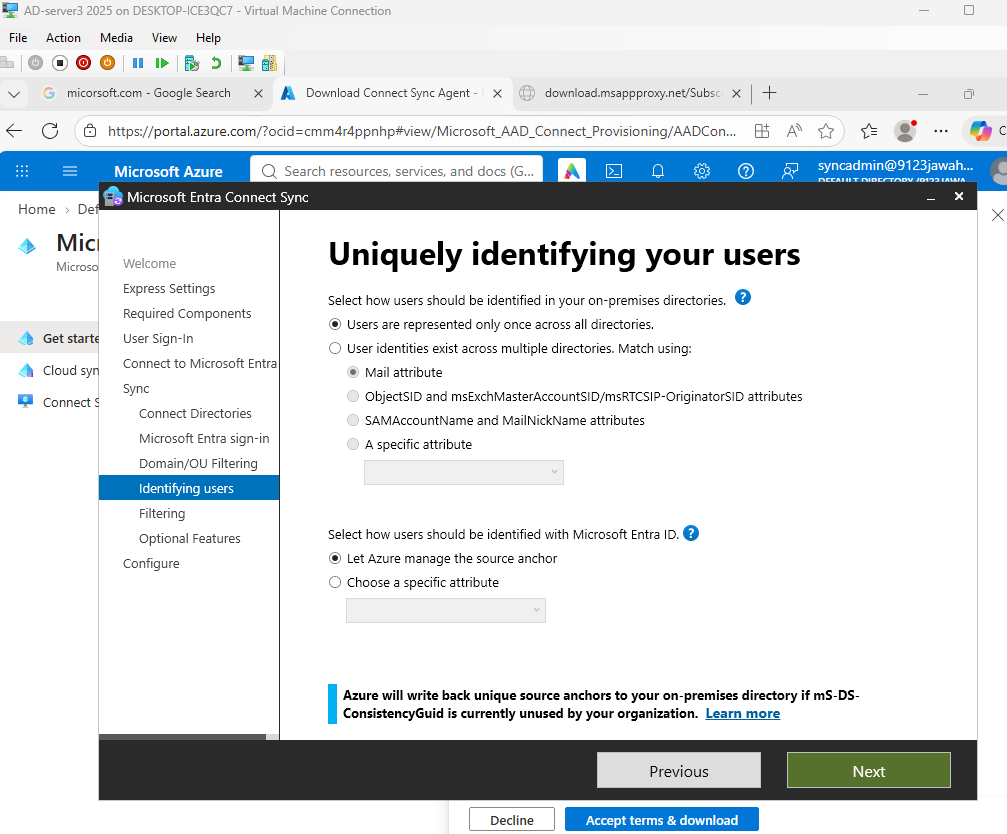 AD-server3 2025 on DESKTOP-ICE3QC7 - Virtual Machine Connection
File Action Media View Help
micorsoft.com - Google Search
Download Connect Sync Agent -
download.msappproxy.net/Subsc
https://portal.azure.com/?ocid=cmm4r4ppnhp#view/Microsoft_AAD_Connect_Provisioning/AADCon...
Microsoft Azure
Search resources, services, and docs (G...
syncadmin@9123jawah...
DEFAULT DIRECTORY (9123JAWA...
Home > Def
Microsoft Entra Connect Sync
Mic
Microso
Get starte
Cloud syn
Connect S
Welcome
Express Settings
Required Components
User Sign-In
Connect to Microsoft Entra
Sync
Connect Directories
Microsoft Entra sign-in
Domain/OU Filtering
Identifying users
Filtering
Optional Features
Configure
Uniquely identifying your users
Select how users should be identified in your on-premises directories. ?
Users are represented only once across all directories.
User identities exist across multiple directories. Match using:
Mail attribute
ObjectSID and msExchMasterAccountSID/msRTCSIP-OriginatorSID attributes
SAMAccountName and MailNickName attributes
A specific attribute
Select how users should be identified with Microsoft Entra ID. ?
Let Azure manage the source anchor
Choose a specific attribute
Azure will write back unique source anchors to your on-premises directory if mS-DS-
ConsistencyGuid is currently unused by your organization. Learn more
Previous
Next
Decline
Accept terms & download